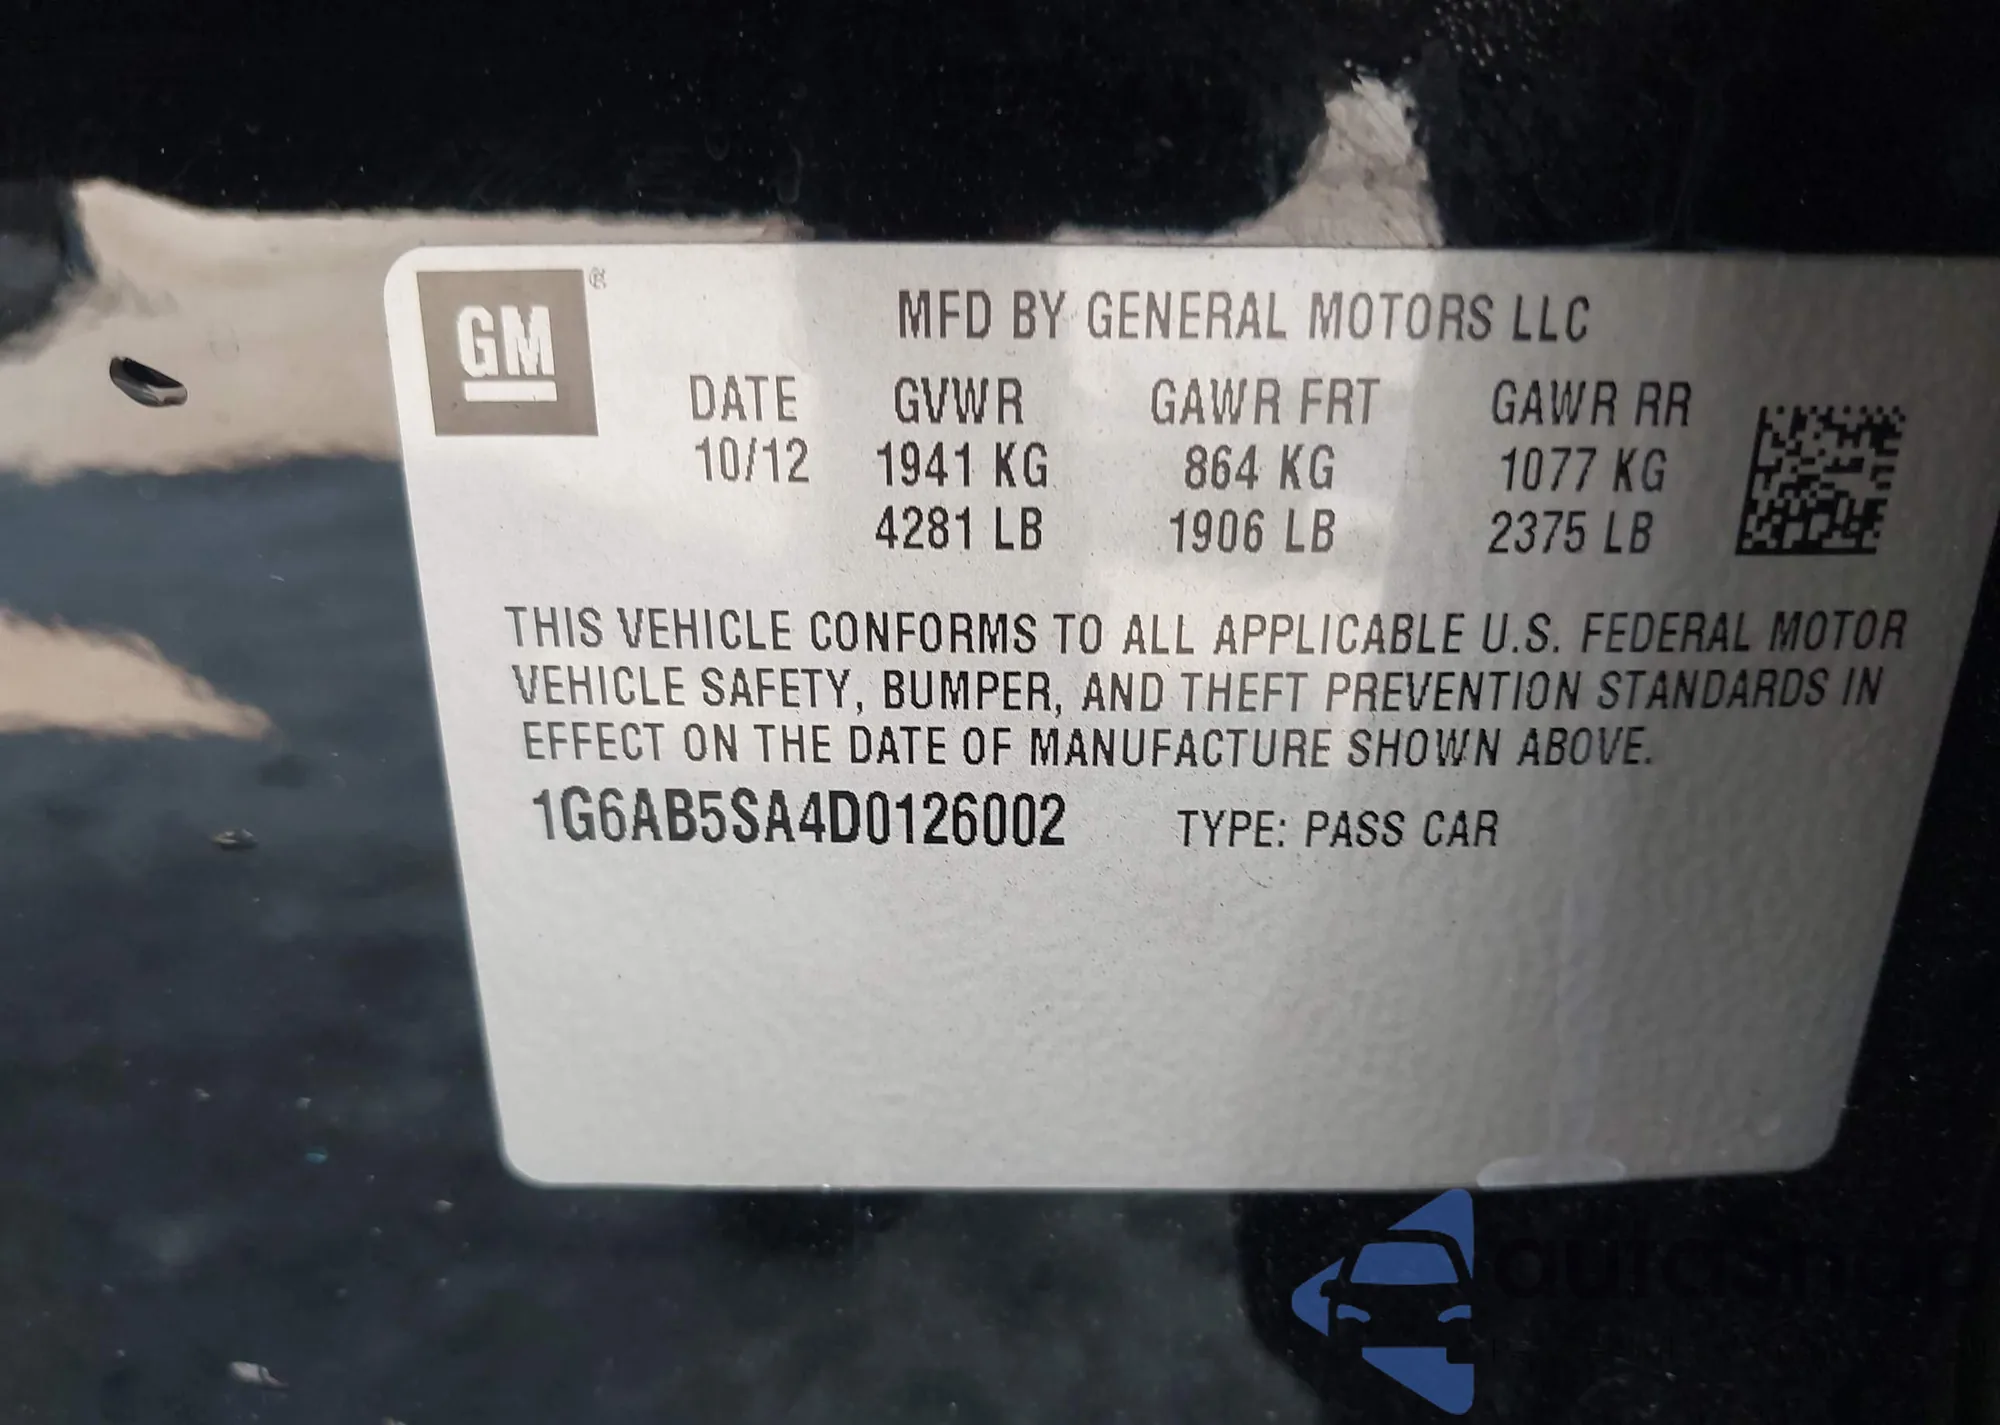 GM ®
MFD BY GENERAL MOTORS LLC
DATE GVWR GAWR FRT GAWR RR
10/12 1941 KG 864 KG 1077 KG
4281 LB 1906 LB 2375 LB
THIS VEHICLE CONFORMS TO ALL APPLICABLE U.S. FEDERAL MOTOR
VEHICLE SAFETY, BUMPER, AND THEFT PREVENTION STANDARDS IN
EFFECT ON THE DATE OF MANUFACTURE SHOWN ABOVE.
1G6AB5SA4D0126002 TYPE: PASS CAR